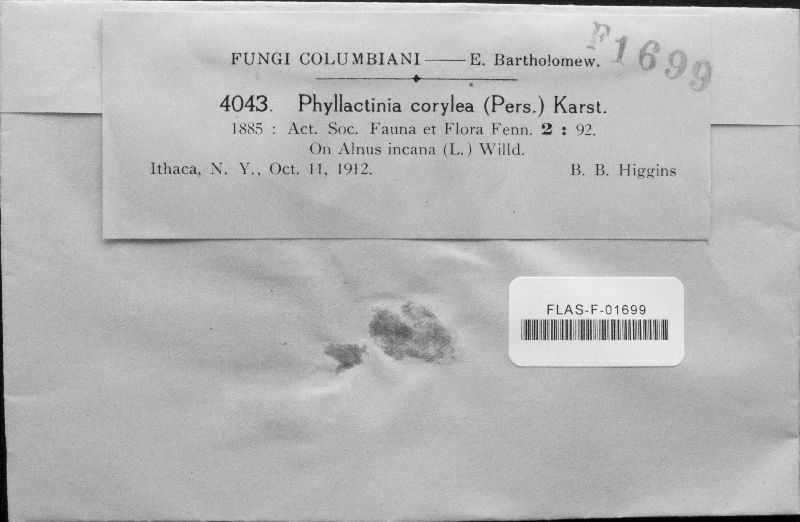 F1699
FUNGI COLUMBIANI —— E. Bartholomew.
4043. Phyllactinia corylea (Pers.) Karst.
1885 : Act. Soc. Fauna et Flora Fenn. 2 : 92.
On Alnus incana (L.) Willd.
Ithaca, N. Y., Oct. 11, 1912. B. B. Higgins
FLAS-F-01699